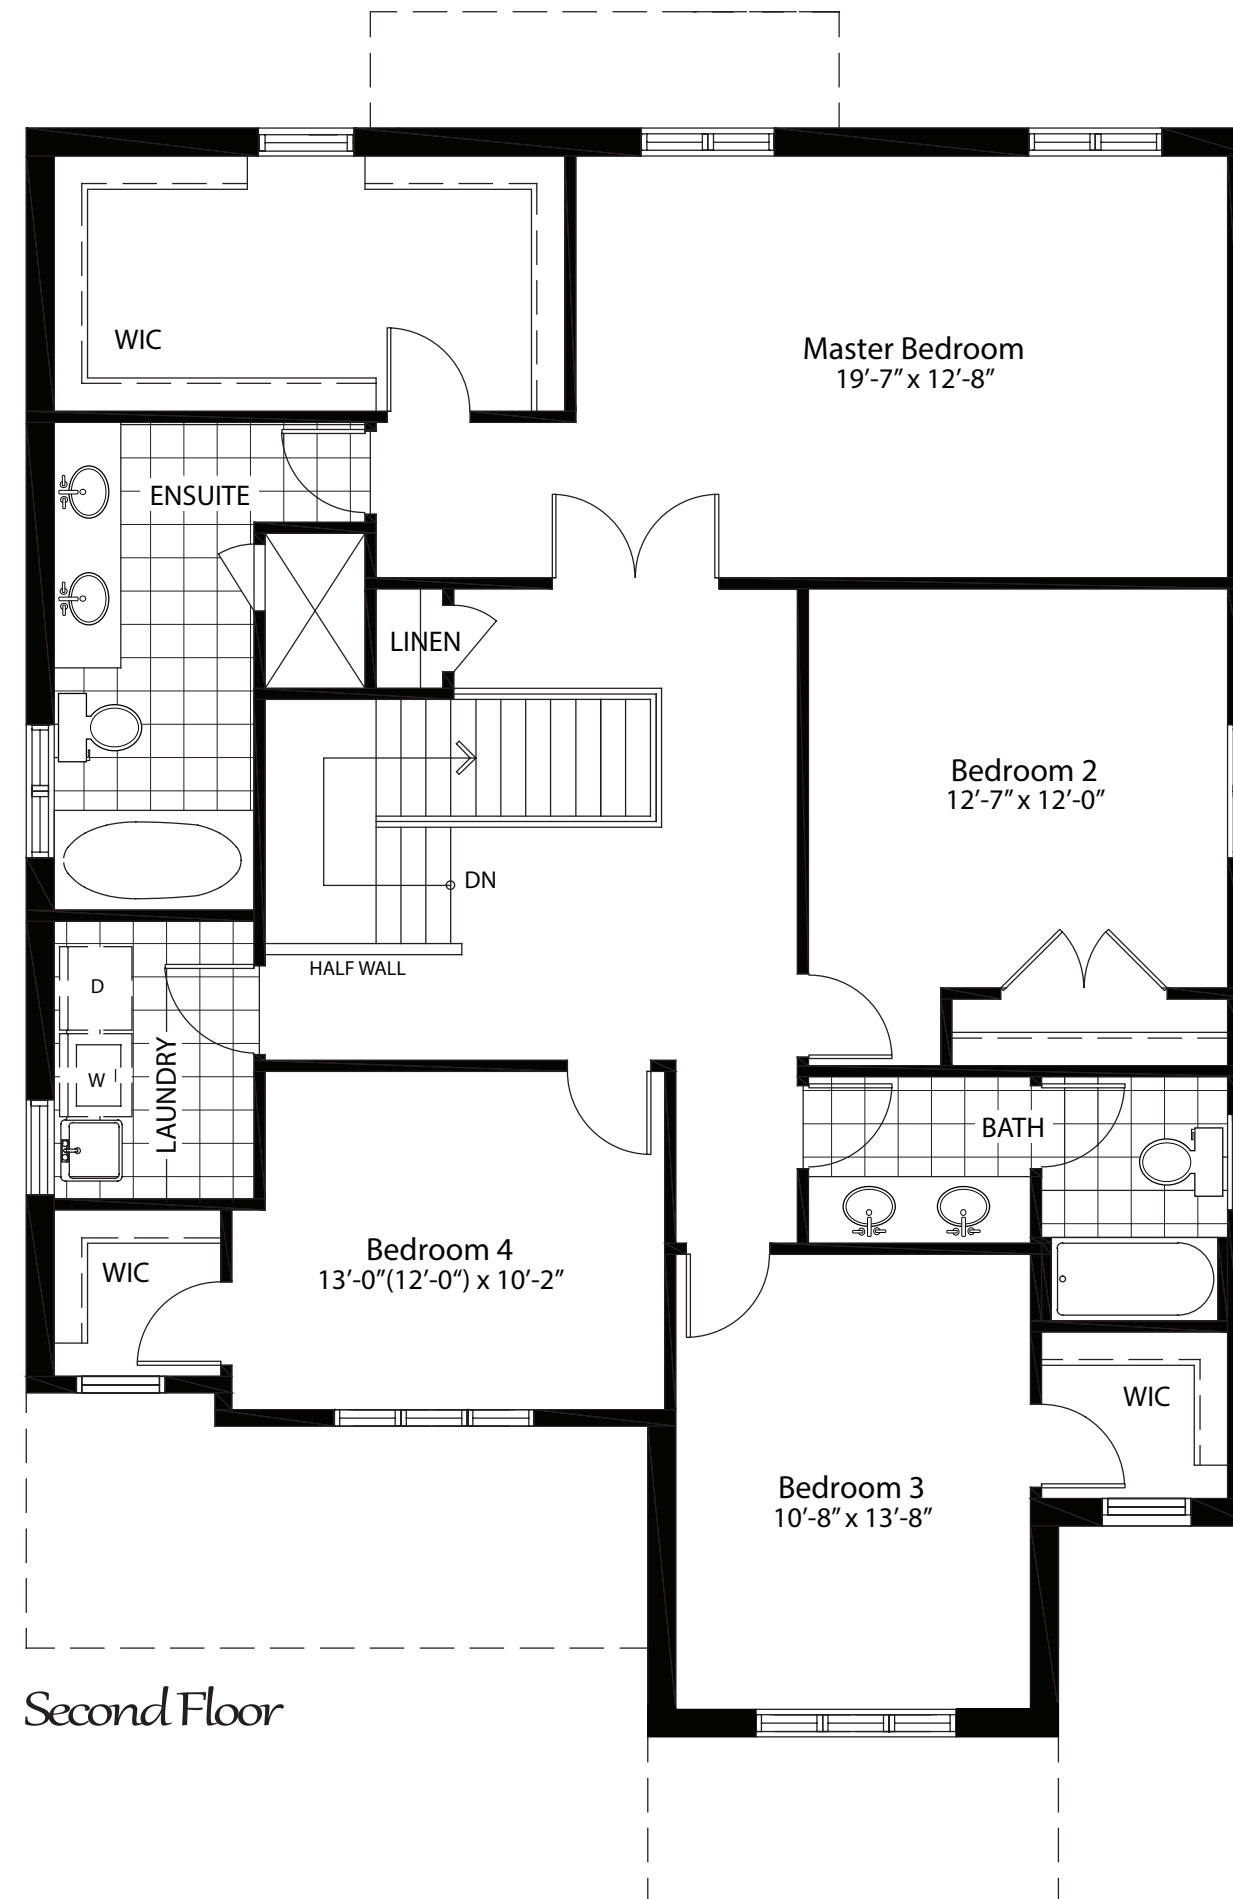 WIC
Master Bedroom
19’-7” x 12’-8”
ENSUITE
LINEN
Bedroom 2
12’-7” x 12’-0”
DN
HALF WALL
D
W
LAUNDRY
BATH
Bedroom 4
13’-0”(12’-0“) x 10’-2”
WIC
WIC
Bedroom 3
10’-8” x 13’-8”
Second Floor